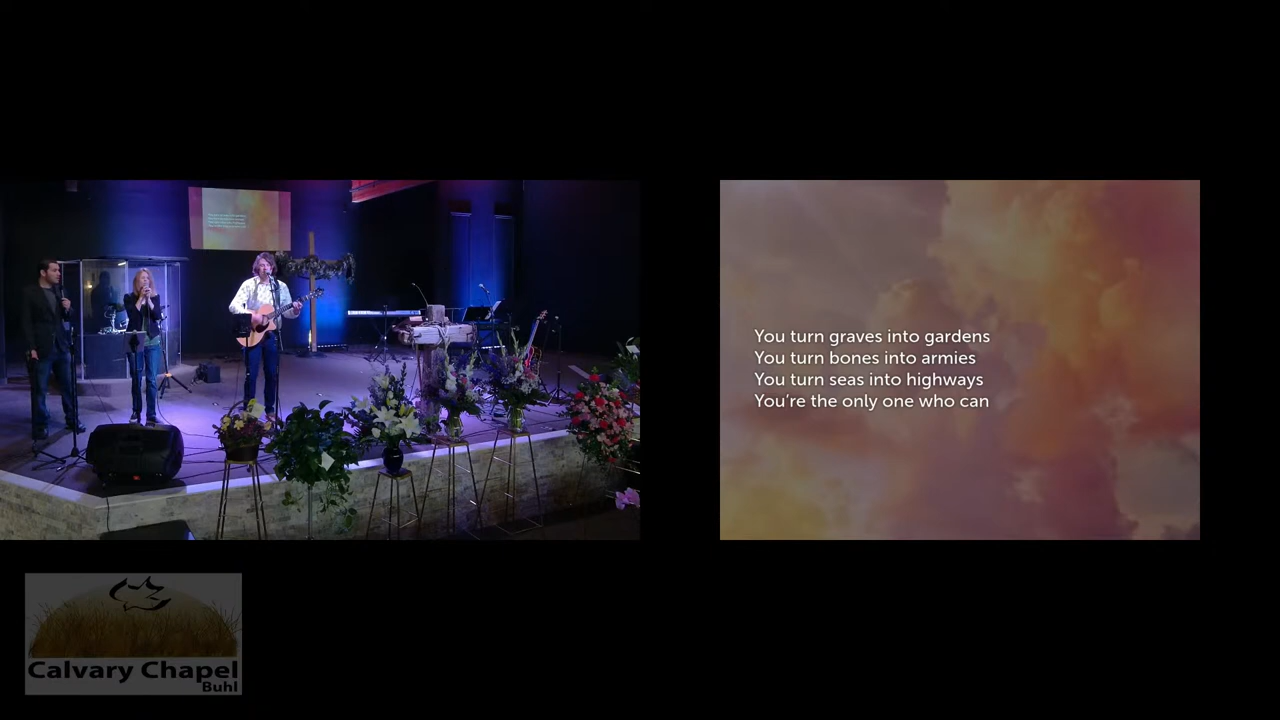 You turn graves into gardens
You turn bones into armies
You turn seas into highways
You're the only one who can
Calvary Chapel
Buhl